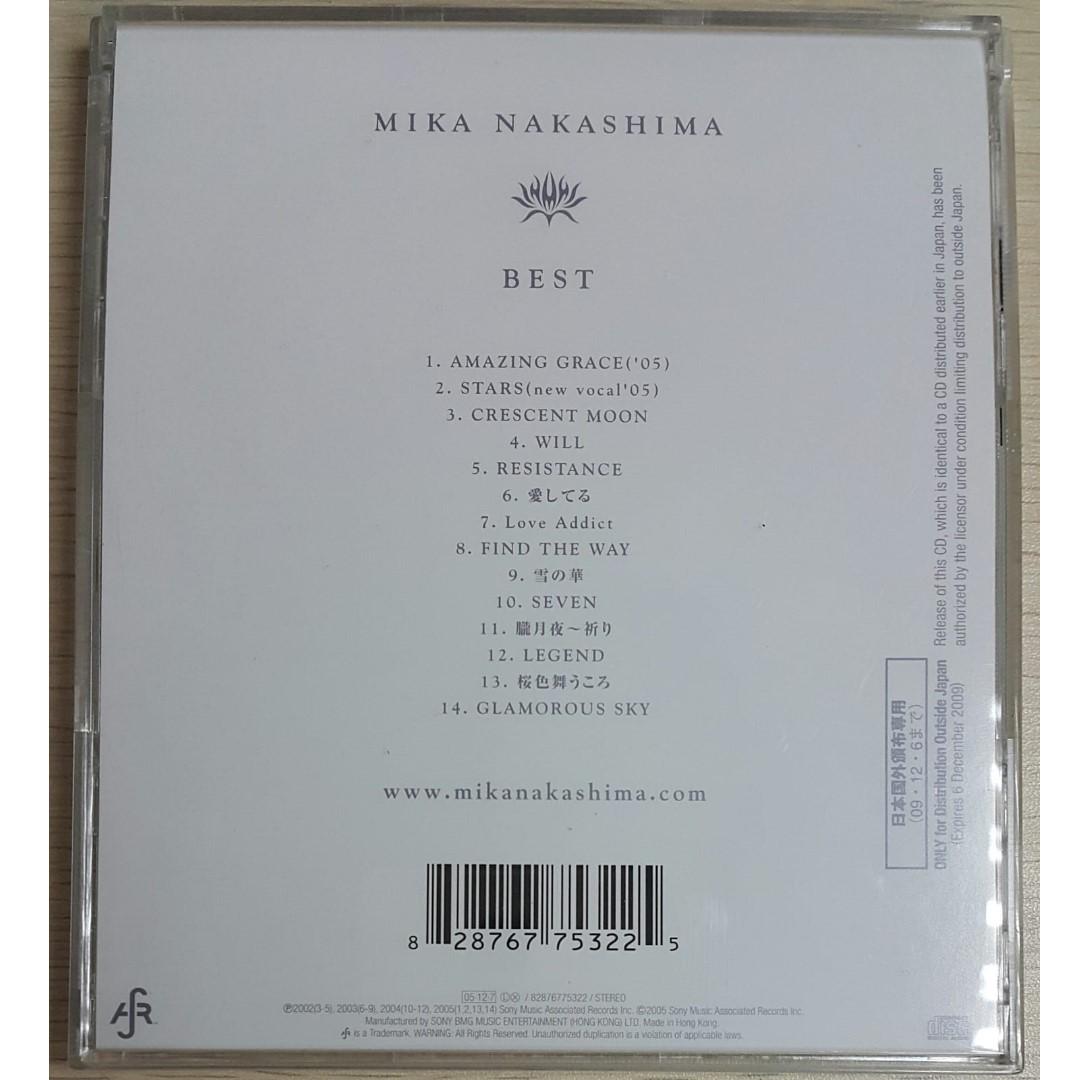 MIKA NAKASHIMA
BEST
1. AMAZING GRACE('05)
2. STARS(new vocal'05)
3. CRESCENT MOON
4. WILL
5. RESISTANCE
6. 愛してる
7. Love Addict
8. FIND THE WAY
9. 雪の華
10. SEVEN
11. 朧月夜〜祈り
12. LEGEND
13. 桜色舞うころ
14. GLAMOROUS SKY
www.mikanakashima.com
8 28767 75322 5
05·12·7 ⓁⓍ / 82876775322 / STEREO
℗2002(3-5), 2003(6-9), 2004(10-12), 2005(1,2,13,14) Sony Music Associated Records Inc. ©2005 Sony Music Associated Records Inc.
Manufactured by SONY BMG MUSIC ENTERTAINMENT (HONG KONG) LTD. Made in Hong Kong.
is a Trademark. WARNING: All Rights Reserved. Unauthorized duplication is a violation of applicable laws.
日本国外頒布専用
(09・12・6まで)
ONLY for Distribution Outside Japan
(Expires 6 December 2009)
Release of this CD, which is identical to a CD distributed earlier in Japan, has been
authorized by the licensor under condition limiting distribution to outside Japan.